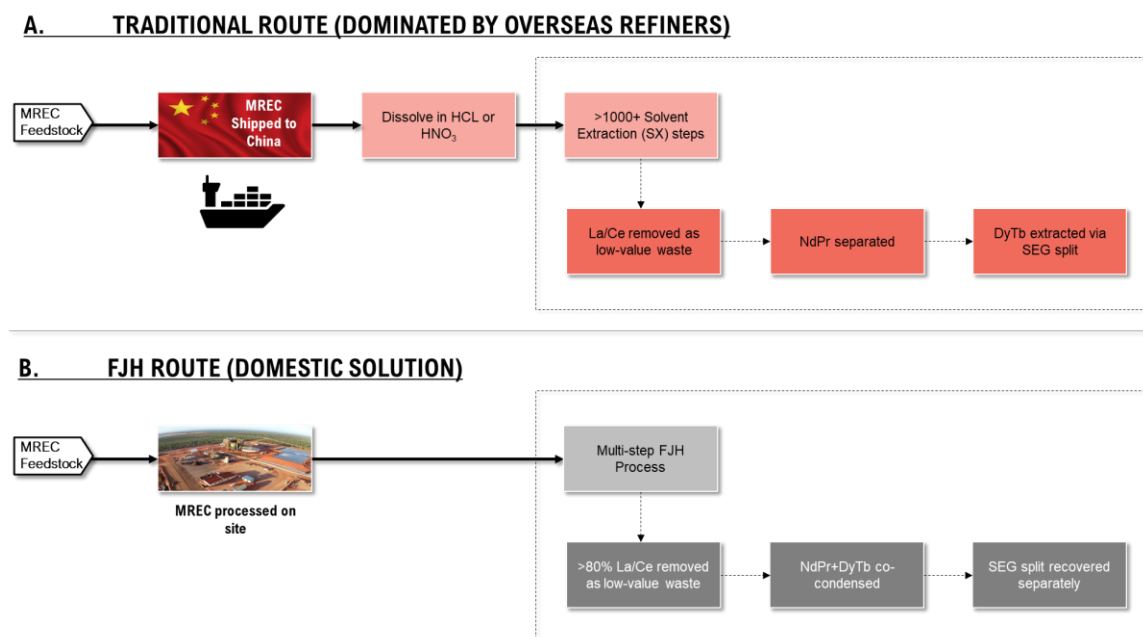 A. TRADITIONAL ROUTE (DOMINATED BY OVERSEAS REFINERS)
MREC
Feedstock
MREC
Shipped to
China
Dissolve in HCL or
HNO₃
>1000+ Solvent
Extraction (SX) steps
La/Ce removed as
low-value waste
NdPr separated
DyTb extracted via
SEG split
B. FJH ROUTE (DOMESTIC SOLUTION)
MREC
Feedstock
MREC processed on
site
Multi-step FJH
Process
>80% La/Ce removed
as low-value waste
NdPr+DyTb co-
condensed
SEG split recovered
separately